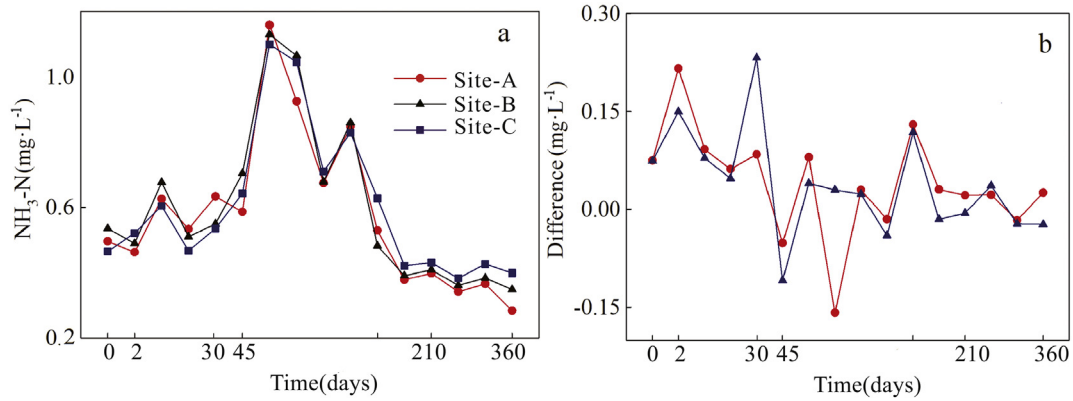 a
NH₃-N(mg·L⁻¹)
1.0
0.6
0.2
Site-A
Site-B
Site-C
0 2 30 45 210 360
Time(days)
b
Difference(mg·L⁻¹)
0.30
0.15
0.00
-0.15
0 2 30 45 210 360
Time(days)